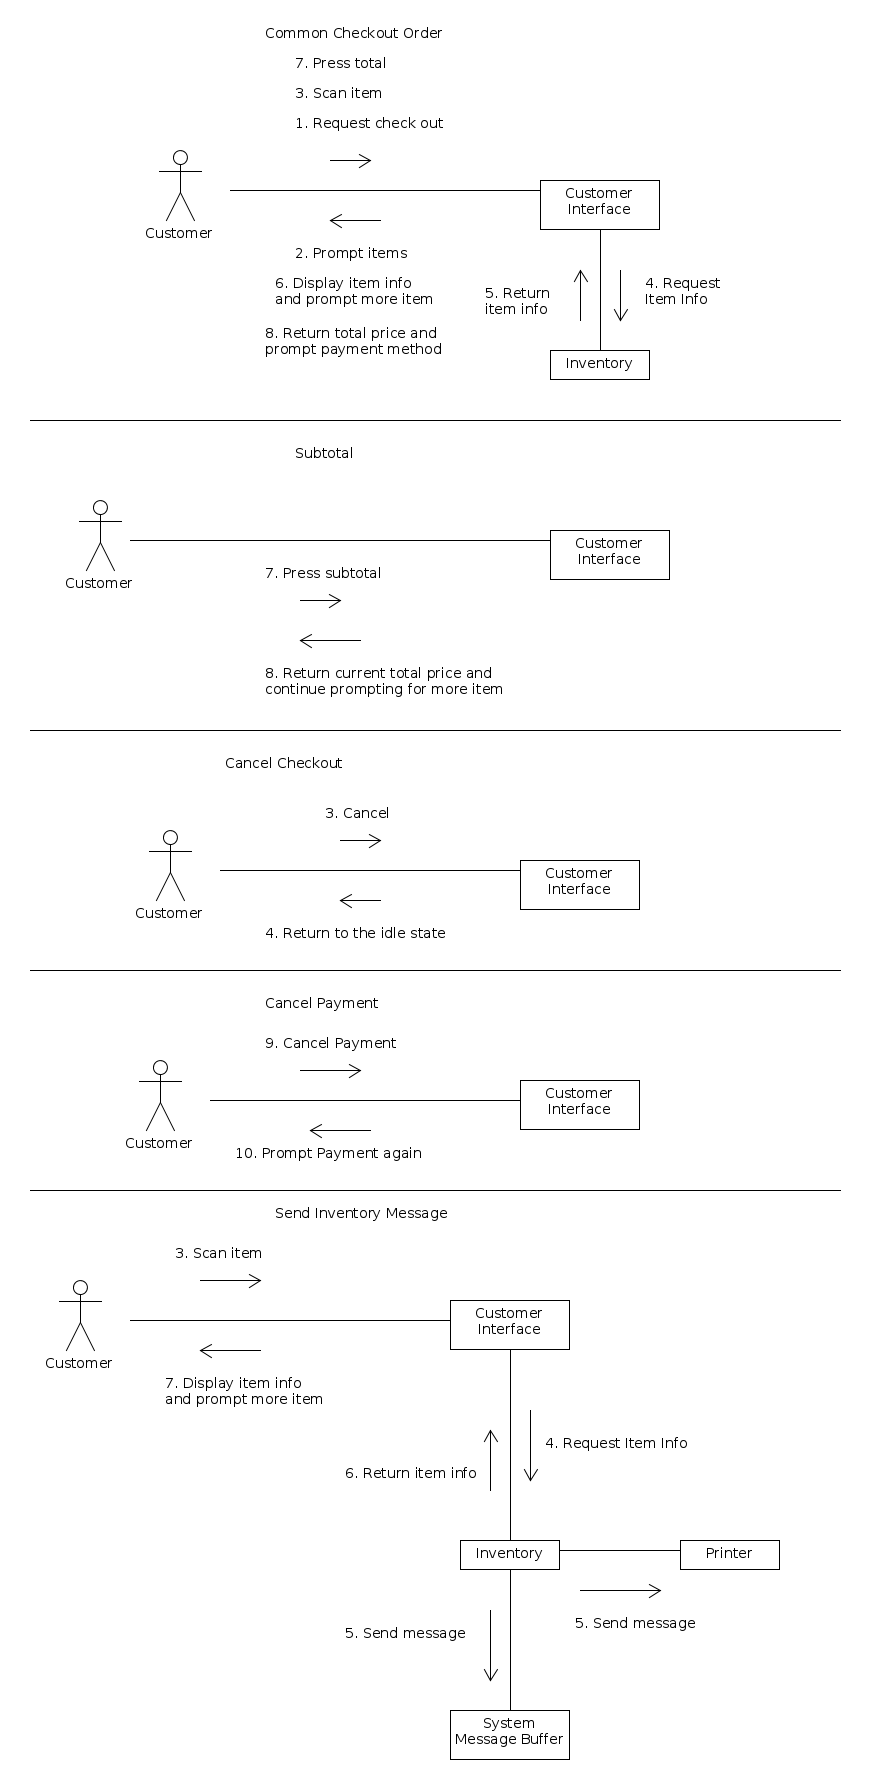 Common Checkout Order
7. Press total
3. Scan item
1. Request check out
Customer
Customer
Interface
2. Prompt items
6. Display item info
and prompt more item
8. Return total price and
prompt payment method
5. Return
item info
4. Request
Item Info
Inventory
Subtotal
Customer
Customer
Interface
7. Press subtotal
8. Return current total price and
continue prompting for more item
Cancel Checkout
3. Cancel
Customer
Customer
Interface
4. Return to the idle state
Cancel Payment
9. Cancel Payment
Customer
Customer
Interface
10. Prompt Payment again
Send Inventory Message
3. Scan item
Customer
Customer
Interface
7. Display item info
and prompt more item
4. Request Item Info
6. Return item info
Inventory
Printer
5. Send message
5. Send message
System
Message Buffer